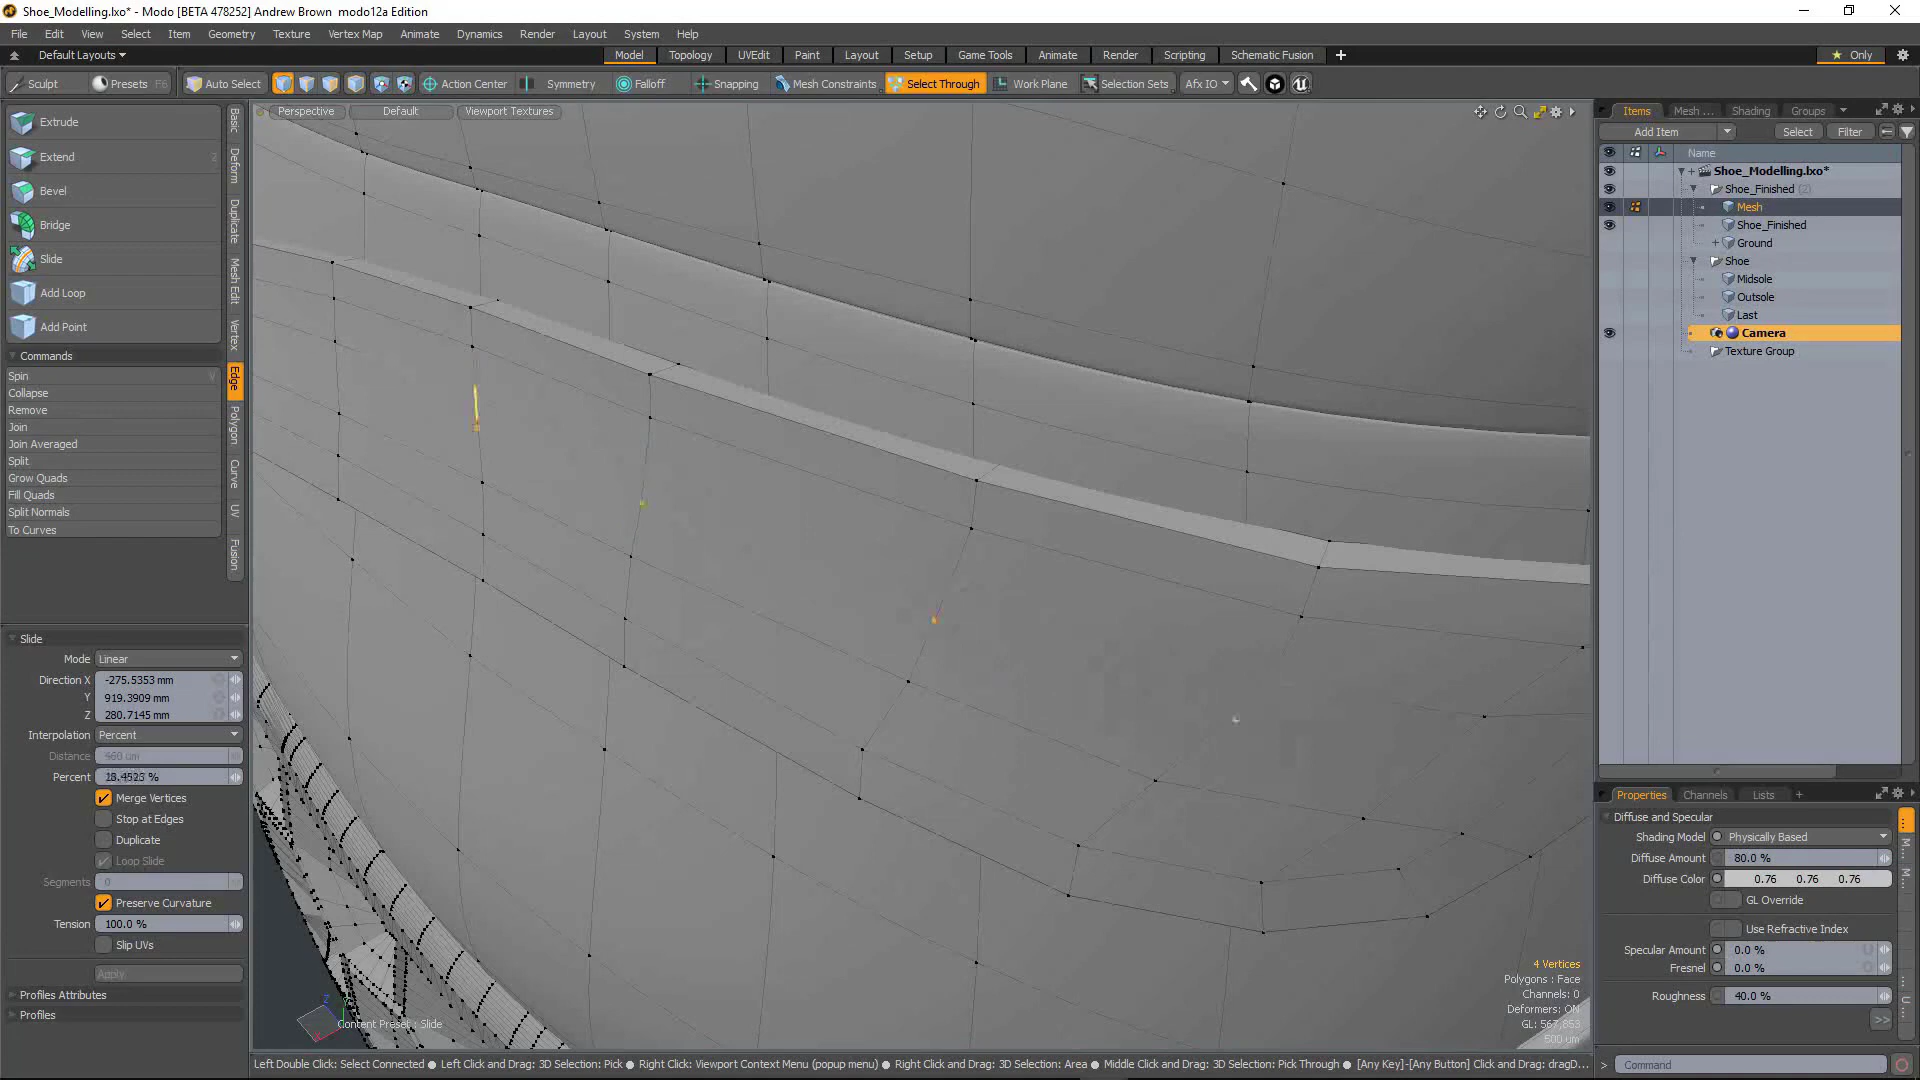 Shoe_Modelling.lxo* - Modo [BETA 478252] Andrew Brown modo12a Edition
File Edit View Select Item Geometry Texture Vertex Map Animate Dynamics Render Layout System Help
Default Layouts Model Topology UVEdit Paint Layout Setup Game Tools Animate Render Scripting Schematic Fusion + Only
Sculpt Presets F6 Auto Select Action Center Symmetry Falloff Snapping Mesh Constraints Select Through Work Plane Selection Sets Afx IO
Perspective Default Viewport Textures
Extrude
Extend 2
Bevel
Bridge
Slide
Add Loop
Add Point
Commands
Spin V
Collapse
Remove
Join
Join Averaged
Split
Grow Quads
Fill Quads
Split Normals
To Curves
Basic
Deform
Duplicate
Mesh Edit
Vertex
Edge
Polygon
Curve
UV
Fusion
Slide
Mode Linear
Direction X -275.5353 mm
Y 919.3909 mm
Z 280.7145 mm
Interpolation Percent
Distance 560 um
Percent 18.4523 %
Merge Vertices
Stop at Edges
Duplicate
Loop Slide
Segments 0
Preserve Curvature
Tension 100.0 %
Slip UVs
Apply
Profiles Attributes
Profiles
Z
Y
X
Content Preset : Slide
4 Vertices
Polygons : Face
Channels: 0
Deformers: ON
GL: 567,853
500 um
Left Double Click: Select Connected ● Left Click and Drag: 3D Selection: Pick ● Right Click: Viewport Context Menu (popup menu) ● Right Click and Drag: 3D Selection: Area ● Middle Click and Drag: 3D Selection: Pick Through ● [Any Key]-[Any Button] Click and Drag: dragD...
Items Mesh ... Shading Groups
Add Item Select Filter
Name
Shoe_Modelling.lxo*
Shoe_Finished (2)
Mesh
Shoe_Finished
Ground
Shoe
Midsole
Outsole
Last
Camera
Texture Group
Properties Channels Lists +
Diffuse and Specular
Shading Model Physically Based
Diffuse Amount 80.0 %
Diffuse Color 0.76 0.76 0.76
GL Override
Use Refractive Index
Specular Amount 0.0 %
Fresnel 0.0 %
Roughness 40.0 %
>>
M...
M...
U...
> Command